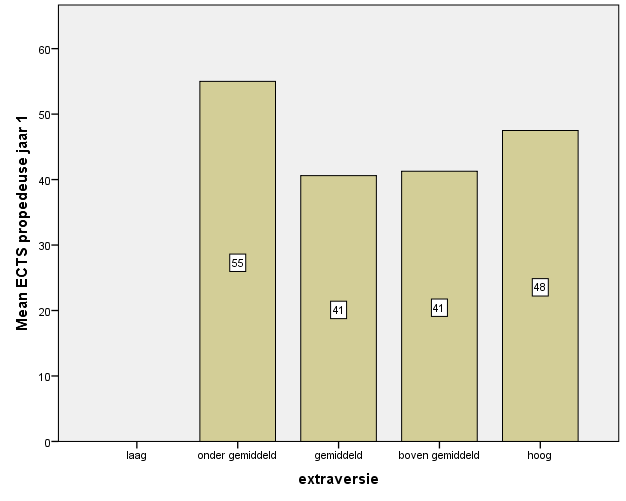 Mean ECTS propedeuse jaar 1
60
50
40
30
20
10
0
55
41
41
48
laag
onder gemiddeld
gemiddeld
boven gemiddeld
hoog
extraversie